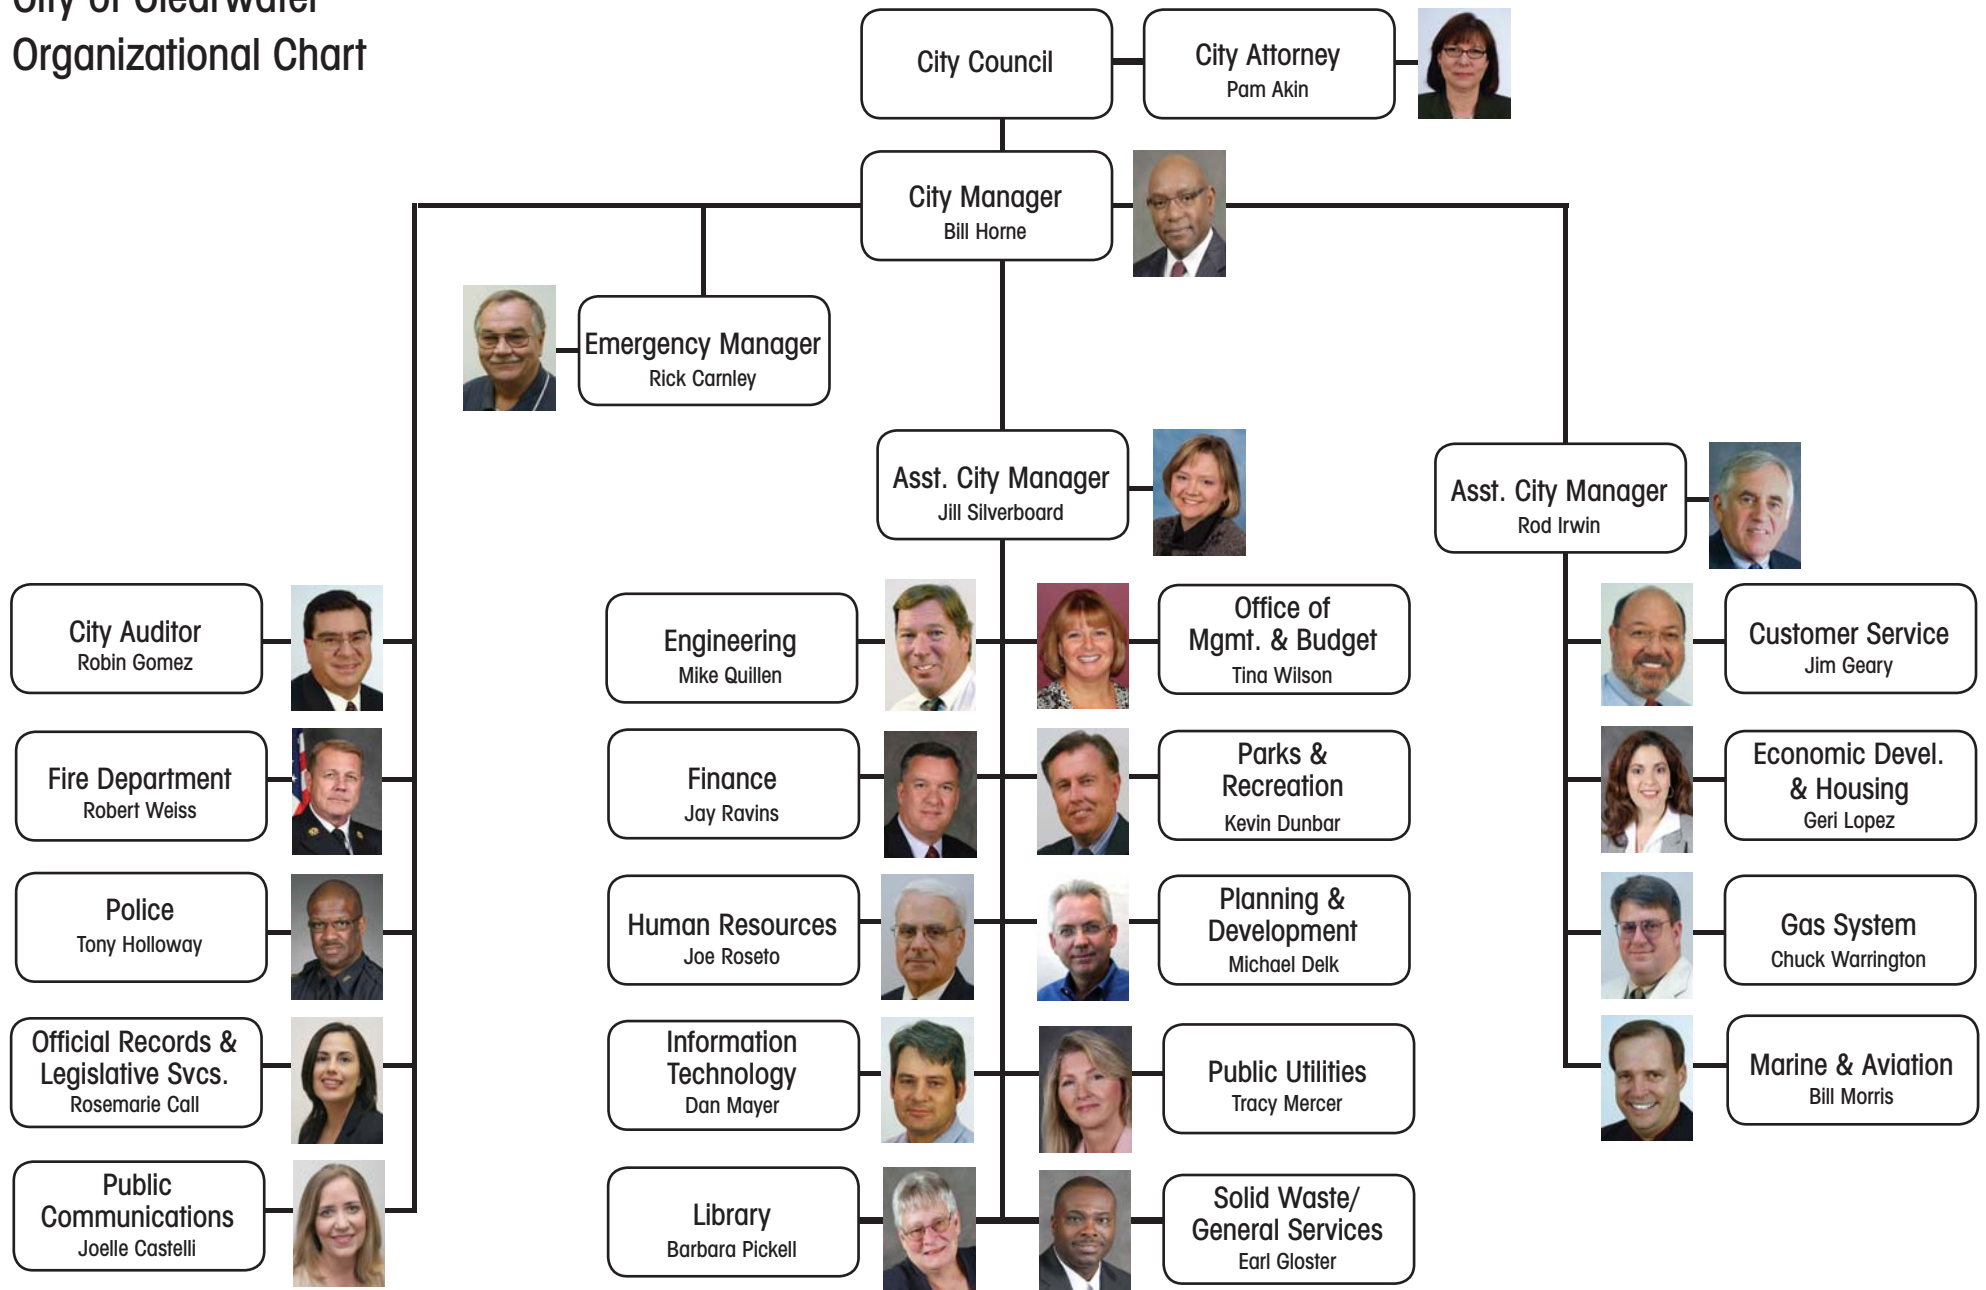 City of Clearwater
Organizational Chart
City Council
City Attorney
Pam Akin
City Manager
Bill Horne
Emergency Manager
Rick Carnley
Asst. City Manager
Jill Silverboard
Asst. City Manager
Rod Irwin
City Auditor
Robin Gomez
Fire Department
Robert Weiss
Police
Tony Holloway
Official Records &
Legislative Svcs.
Rosemarie Call
Public
Communications
Joelle Castelli
Engineering
Mike Quillen
Finance
Jay Ravins
Human Resources
Joe Roseto
Information
Technology
Dan Mayer
Library
Barbara Pickell
Office of
Mgmt. & Budget
Tina Wilson
Parks &
Recreation
Kevin Dunbar
Planning &
Development
Michael Delk
Public Utilities
Tracy Mercer
Solid Waste/
General Services
Earl Gloster
Customer Service
Jim Geary
Economic Devel.
& Housing
Geri Lopez
Gas System
Chuck Warrington
Marine & Aviation
Bill Morris